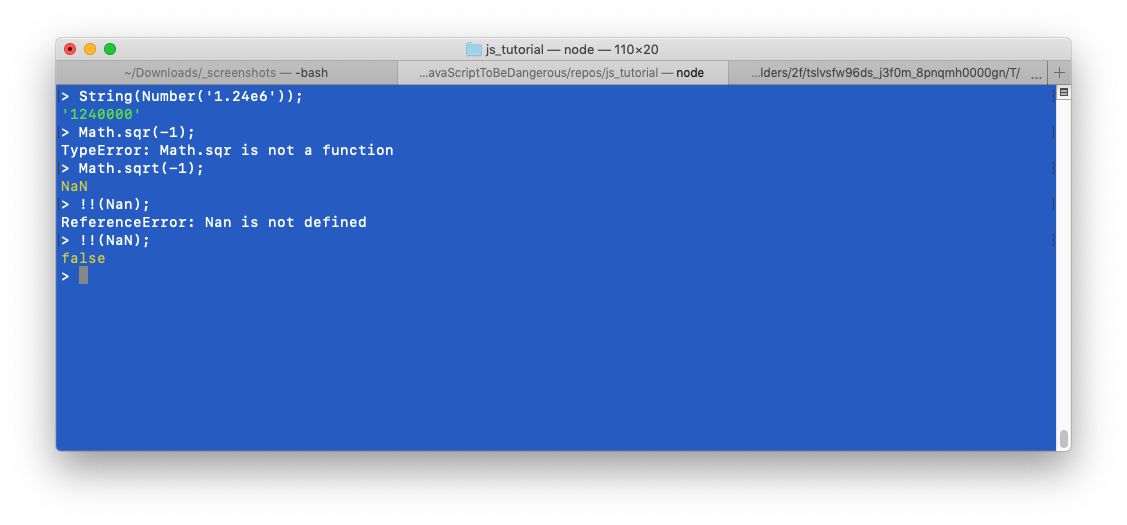 js_tutorial — node — 110×20
~/Downloads/_screenshots — -bash
...avaScriptToBeDangerous/repos/js_tutorial — node
...lders/2f/tslvsfw96ds_j3f0m_8pnqmh0000gn/T/ ...
> String(Number('1.24e6'));
'1240000'
> Math.sqr(-1);
TypeError: Math.sqr is not a function
> Math.sqrt(-1);
NaN
> !!(Nan);
ReferenceError: Nan is not defined
> !!(NaN);
false
>